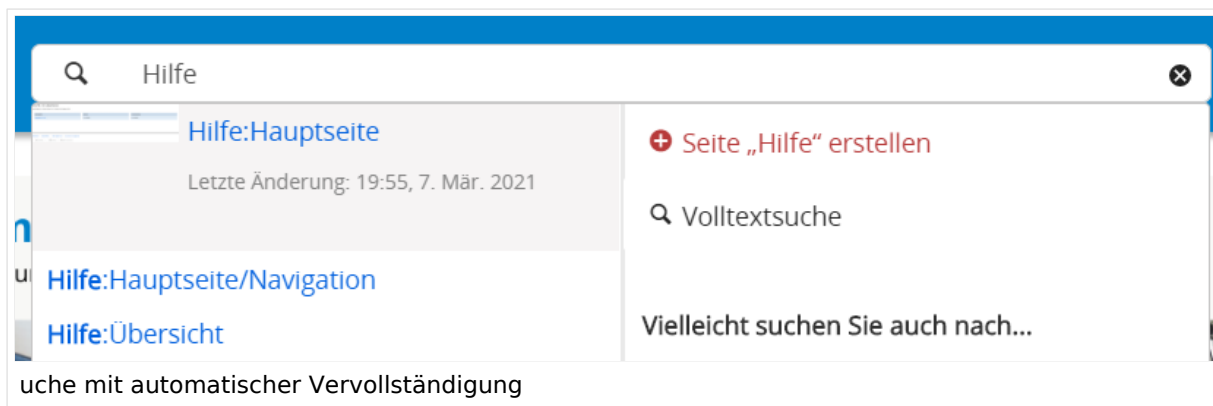 Hilfe
Hilfe:Hauptseite
Letzte Änderung: 19:55, 7. Mär. 2021
Hilfe:Hauptseite/Navigation
Hilfe:Übersicht
Seite „Hilfe“ erstellen
Volltextsuche
Vielleicht suchen Sie auch nach...
uche mit automatischer Vervollständigung